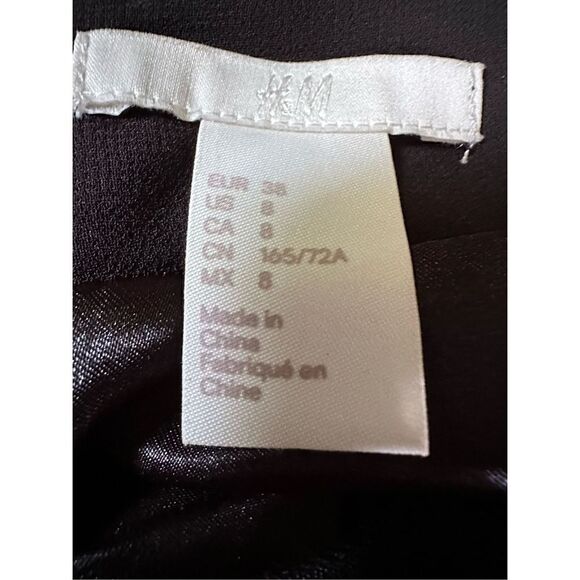 H&M
EUR 38
US 8
CA 8
CN 165/72A
MX 8
Made in
China
Fabriqué en
Chine